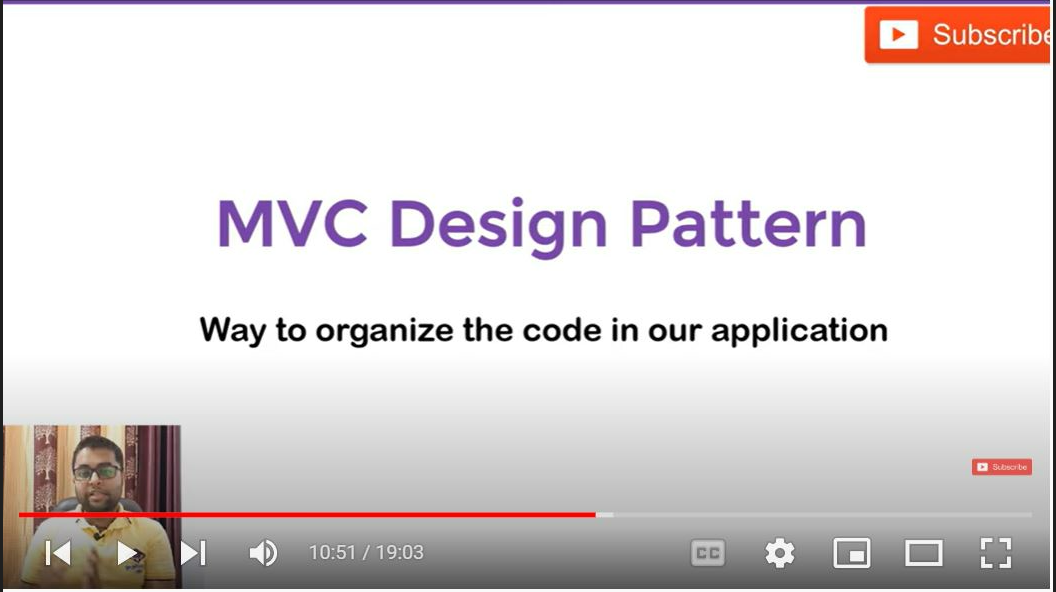 Subscribe
MVC Design Pattern
Way to organize the code in our application
Subscribe
10:51 / 19:03
CC